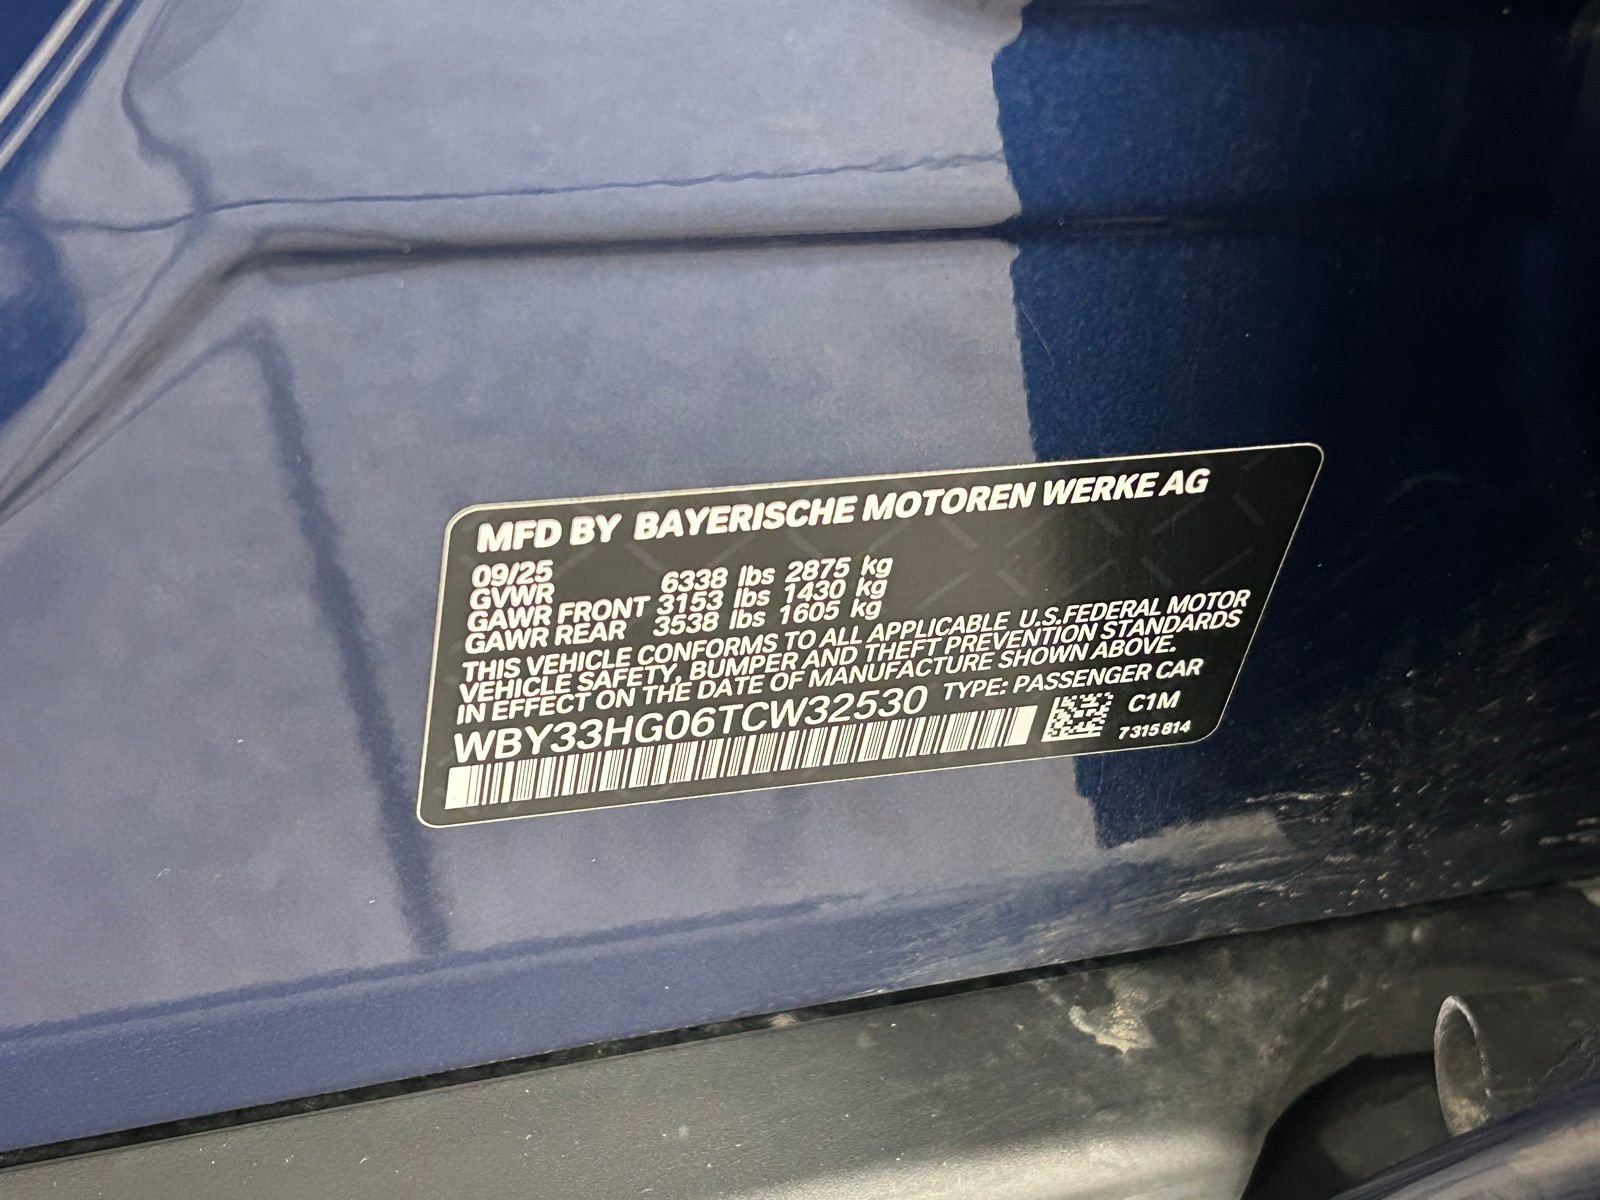 MFD BY BAYERISCHE MOTOREN WERKE AG
09/25
GVWR 6338 lbs 2875 kg
GAWR FRONT 3153 lbs 1430 kg
GAWR REAR 3538 lbs 1605 kg
THIS VEHICLE CONFORMS TO ALL APPLICABLE U.S.FEDERAL MOTOR
VEHICLE SAFETY, BUMPER AND THEFT PREVENTION STANDARDS
IN EFFECT ON THE DATE OF MANUFACTURE SHOWN ABOVE.
WBY33HG06TCW32530 TYPE: PASSENGER CAR
C1M
7315814